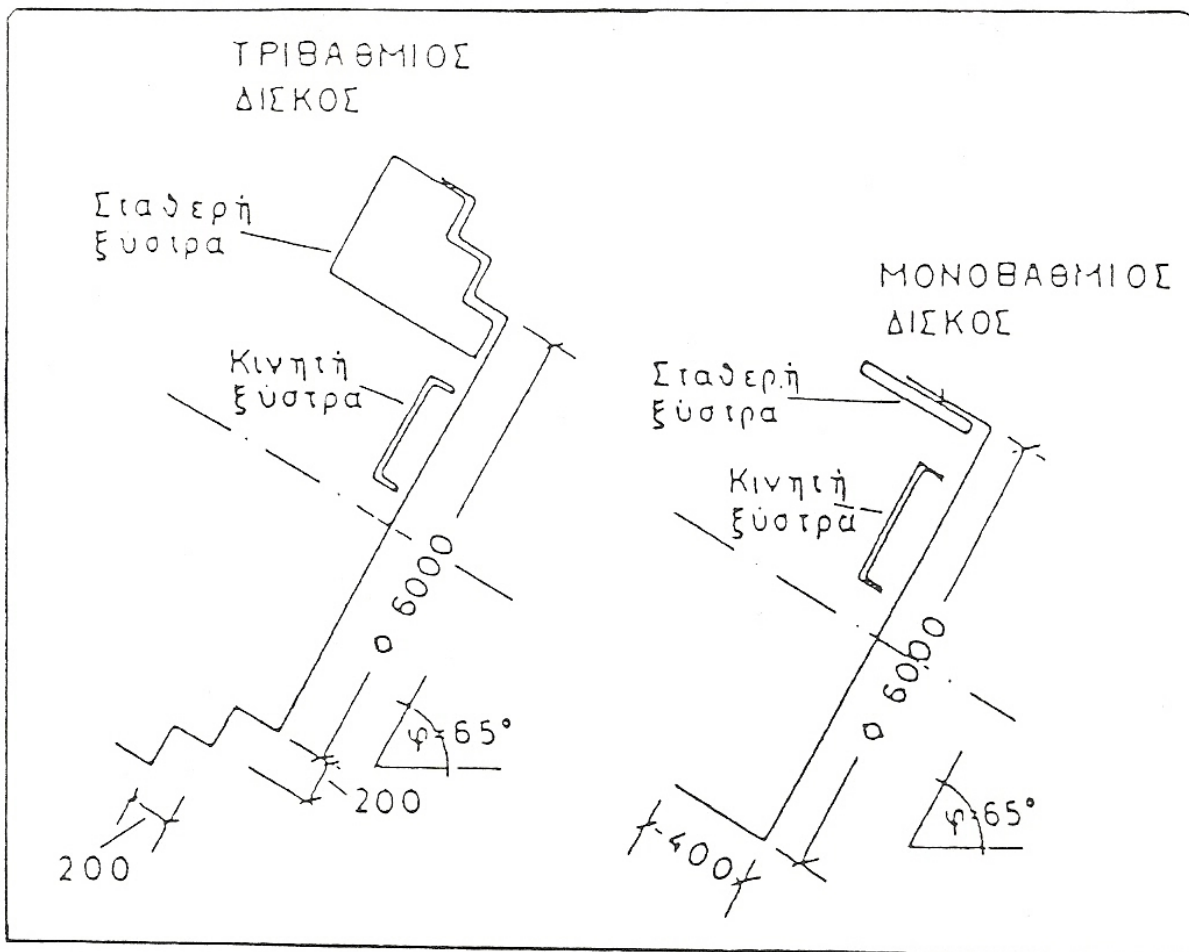 ΤΡΙΒΑΘΜΙΟΣ
ΔΙΣΚΟΣ
Σταθερή
ξύστρα
Κινητή
ξύστρα
6000
φ=65°
200
200
ΜΟΝΟΒΑΘΜΙΟΣ
ΔΙΣΚΟΣ
Σταθερή
ξύστρα
Κινητή
ξύστρα
6000
φ=65°
400